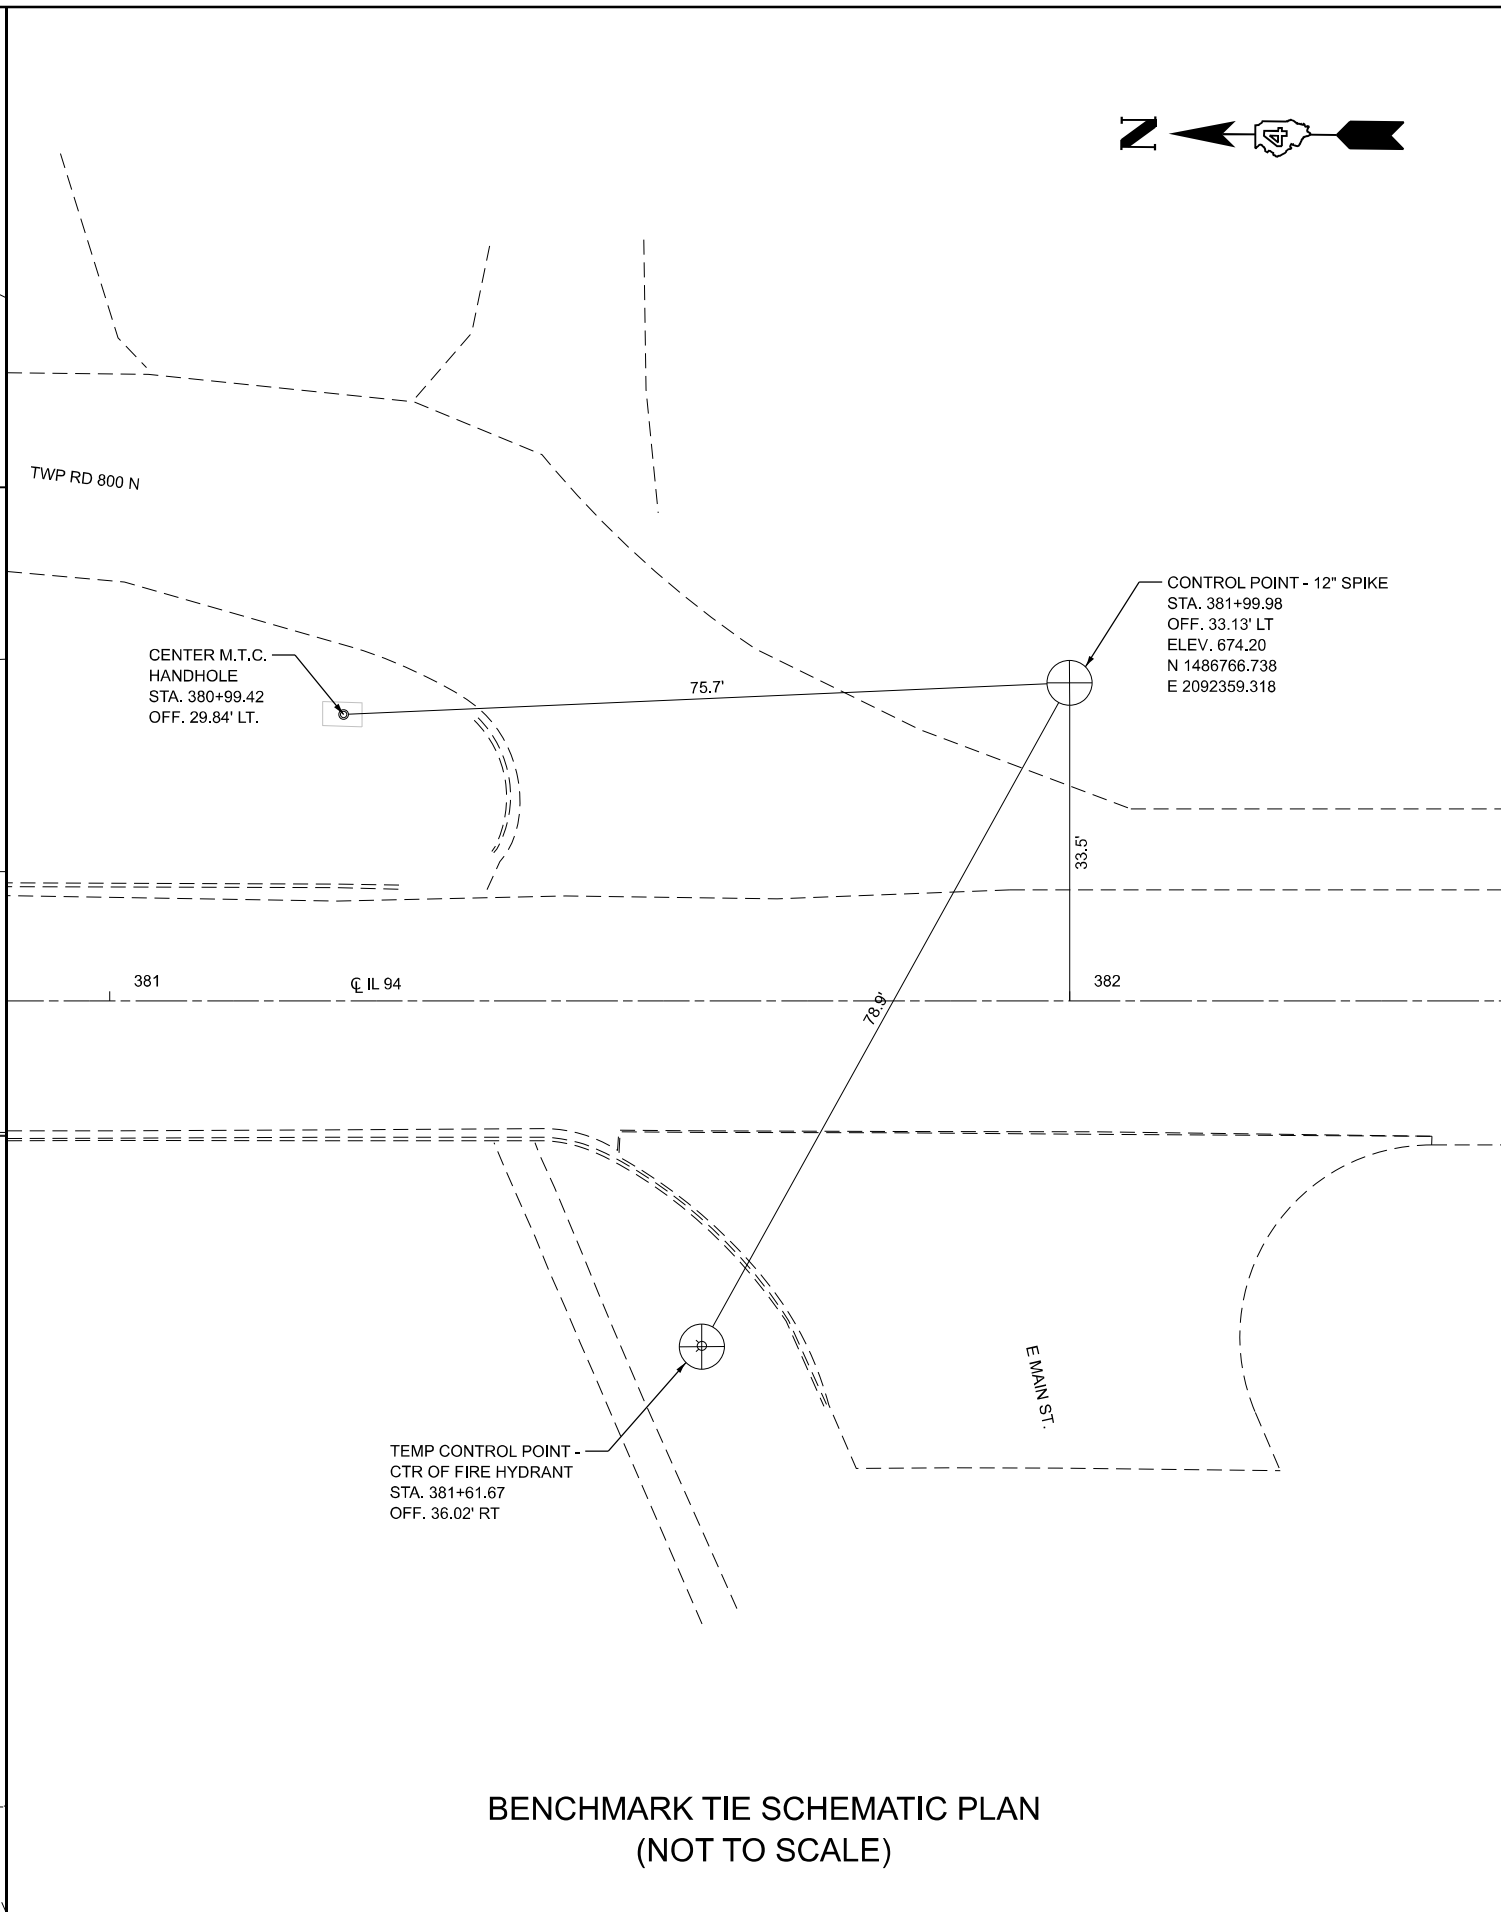 N
4
TWP RD 800 N
CONTROL POINT - 12" SPIKE
STA. 381+99.98
OFF. 33.13' LT
ELEV. 674.20
N 1486766.738
E 2092359.318
CENTER M.T.C.
HANDHOLE
STA. 380+99.42
OFF. 29.84' LT.
75.7'
33.5'
381
℄ IL 94
382
78.9'
E MAIN ST.
TEMP CONTROL POINT -
CTR OF FIRE HYDRANT
STA. 381+61.67
OFF. 36.02' RT
BENCHMARK TIE SCHEMATIC PLAN
(NOT TO SCALE)